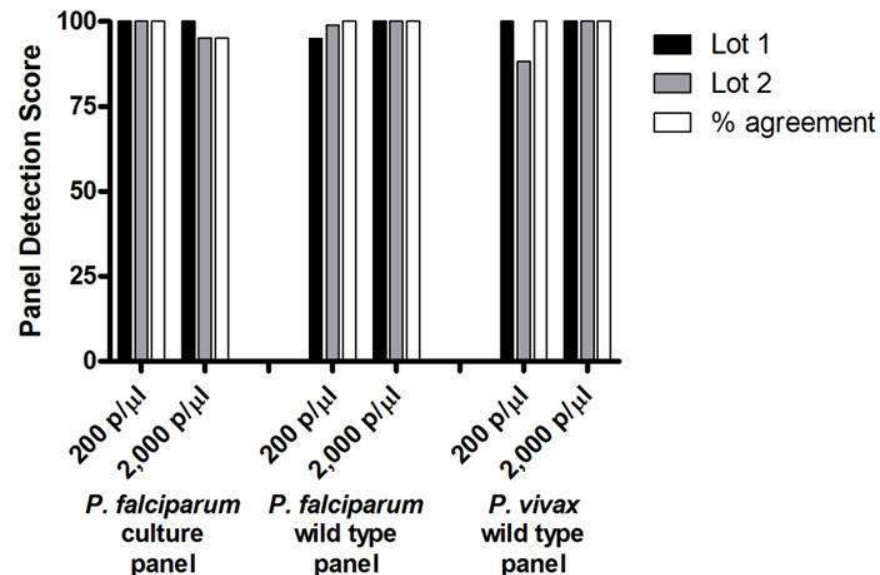 Panel Detection Score
100
75
50
25
0
Lot 1
Lot 2
% agreement
200 p/μl
2,000 p/μl
200 p/μl
2,000 p/μl
200 p/μl
2,000 p/μl
P. falciparum
culture
panel
P. falciparum
wild type
panel
P. vivax
wild type
panel